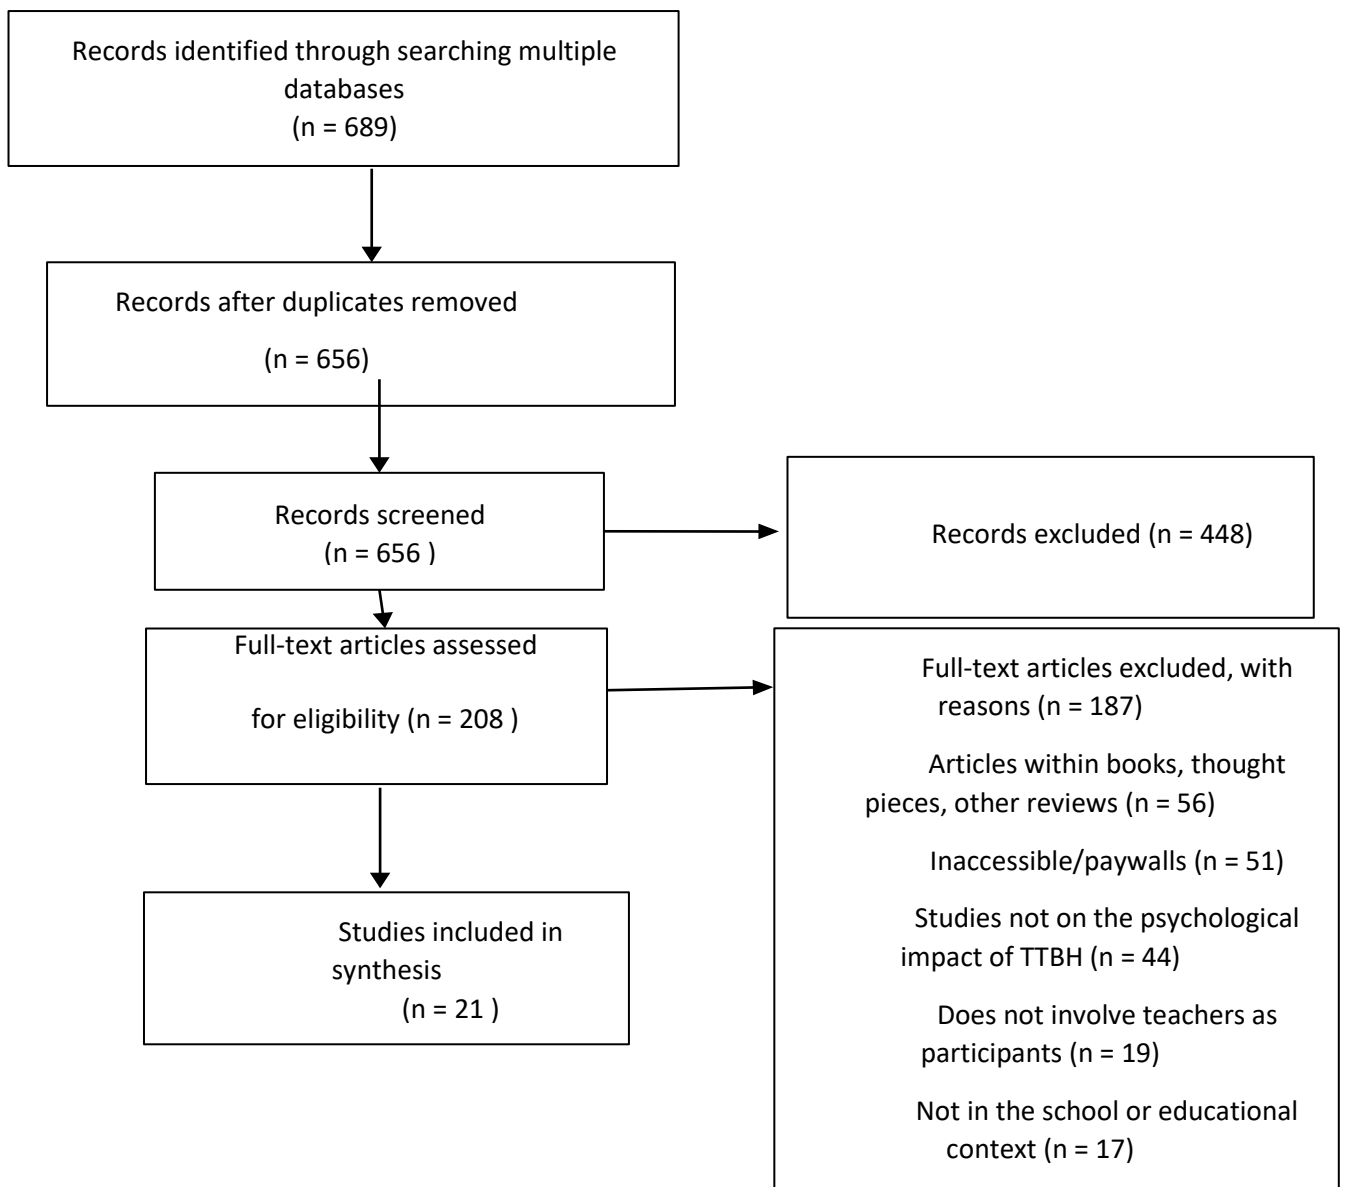 Records identified through searching multiple
databases
(n = 689)
Records after duplicates removed
(n = 656)
Records screened
(n = 656 )
Records excluded (n = 448)
Full-text articles assessed
for eligibility (n = 208 )
Full-text articles excluded, with
reasons (n = 187)
Articles within books, thought
pieces, other reviews (n = 56)
Inaccessible/paywalls (n = 51)
Studies not on the psychological
impact of TTBH (n = 44)
Does not involve teachers as
participants (n = 19)
Not in the school or educational
context (n = 17)
Studies included in
synthesis
(n = 21 )